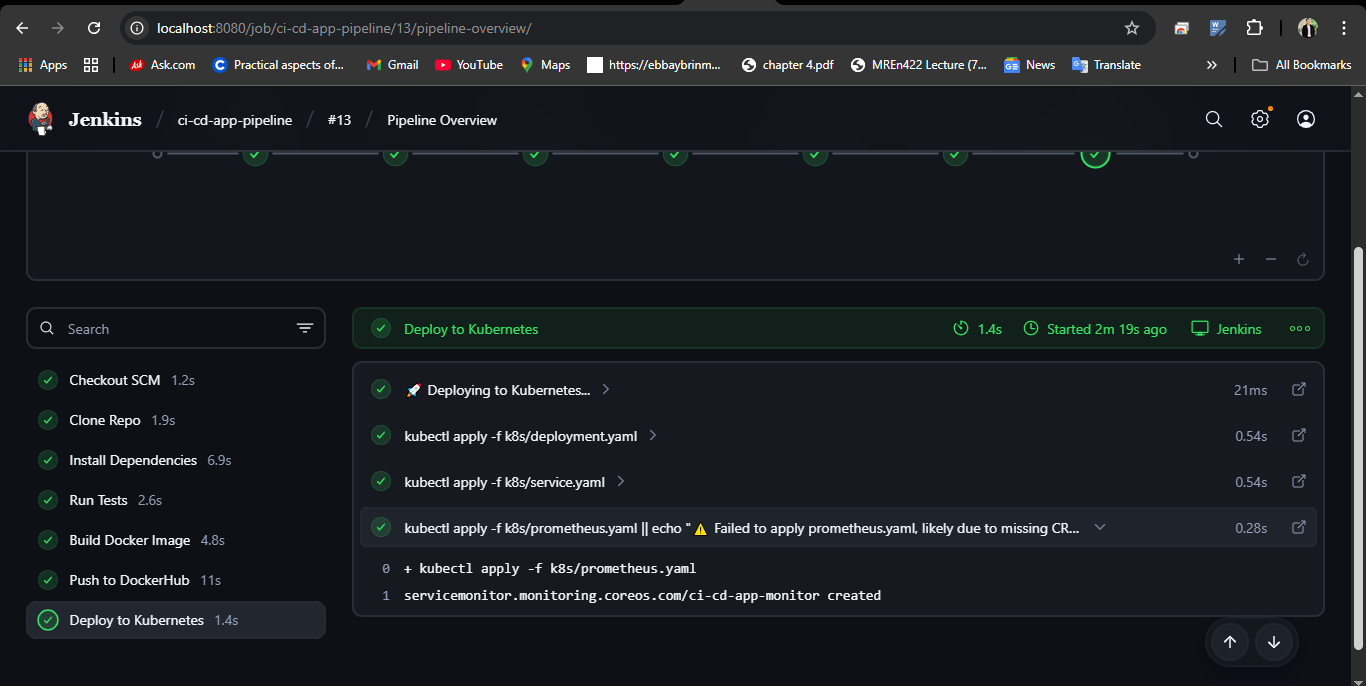 localhost:8080/job/ci-cd-app-pipeline/13/pipeline-overview/
Apps Ask.com Practical aspects of... Gmail YouTube Maps https://ebbaybrinm... chapter 4.pdf MREn422 Lecture (7... News Translate » All Bookmarks
Jenkins / ci-cd-app-pipeline / #13 / Pipeline Overview
Search
Deploy to Kubernetes 1.4s Started 2m 19s ago Jenkins
Checkout SCM 1.2s
Clone Repo 1.9s
Install Dependencies 6.9s
Run Tests 2.6s
Build Docker Image 4.8s
Push to DockerHub 11s
Deploy to Kubernetes 1.4s
🚀 Deploying to Kubernetes... 21ms
kubectl apply -f k8s/deployment.yaml 0.54s
kubectl apply -f k8s/service.yaml 0.54s
kubectl apply -f k8s/prometheus.yaml || echo "⚠️ Failed to apply prometheus.yaml, likely due to missing CR... 0.28s
0 + kubectl apply -f k8s/prometheus.yaml
1 servicemonitor.monitoring.coreos.com/ci-cd-app-monitor created